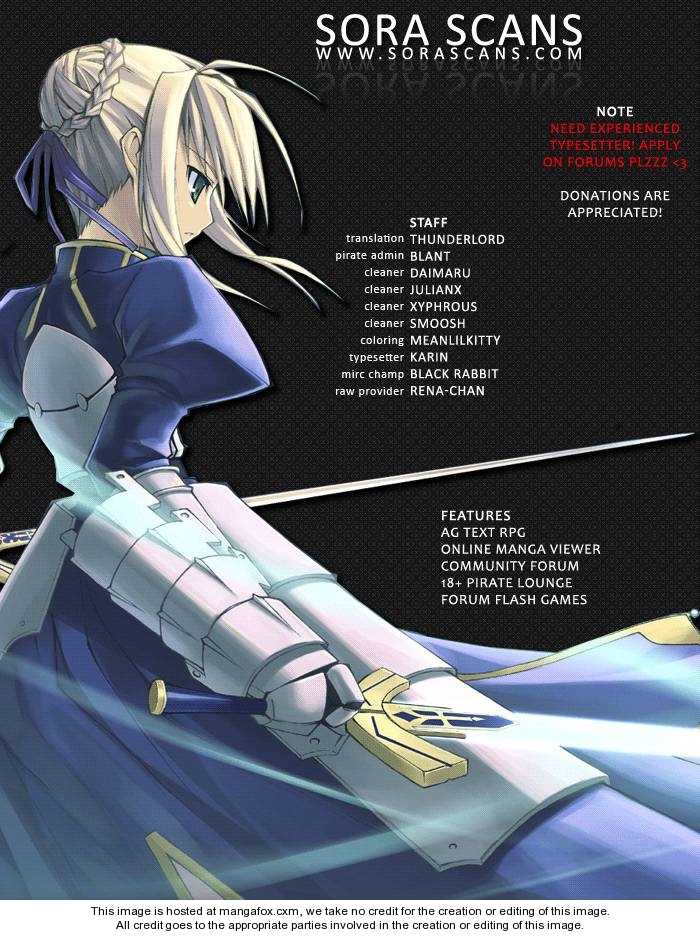 SORA SCANS
WWW.SORASCANS.COM
NOTE
NEED EXPERIENCED
TYPESETTER! APPLY
ON FORUMS PLZZZ <3
DONATIONS ARE
APPRECIATED!
STAFF
translation THUNDERLORD
pirate admin BLANT
cleaner DAIMARU
cleaner JULIANX
cleaner XYPHROUS
cleaner SMOOSH
coloring MEANLILKITTY
typesetter KARIN
mirc champ BLACK RABBIT
raw provider RENA-CHAN
FEATURES
AG TEXT RPG
ONLINE MANGA VIEWER
COMMUNITY FORUM
18+ PIRATE LOUNGE
FORUM FLASH GAMES
This image is hosted at mangafox.cxm, we take no credit for the creation or editing of this image.
All credit goes to the appropriate parties involved in the creation or editing of this image.